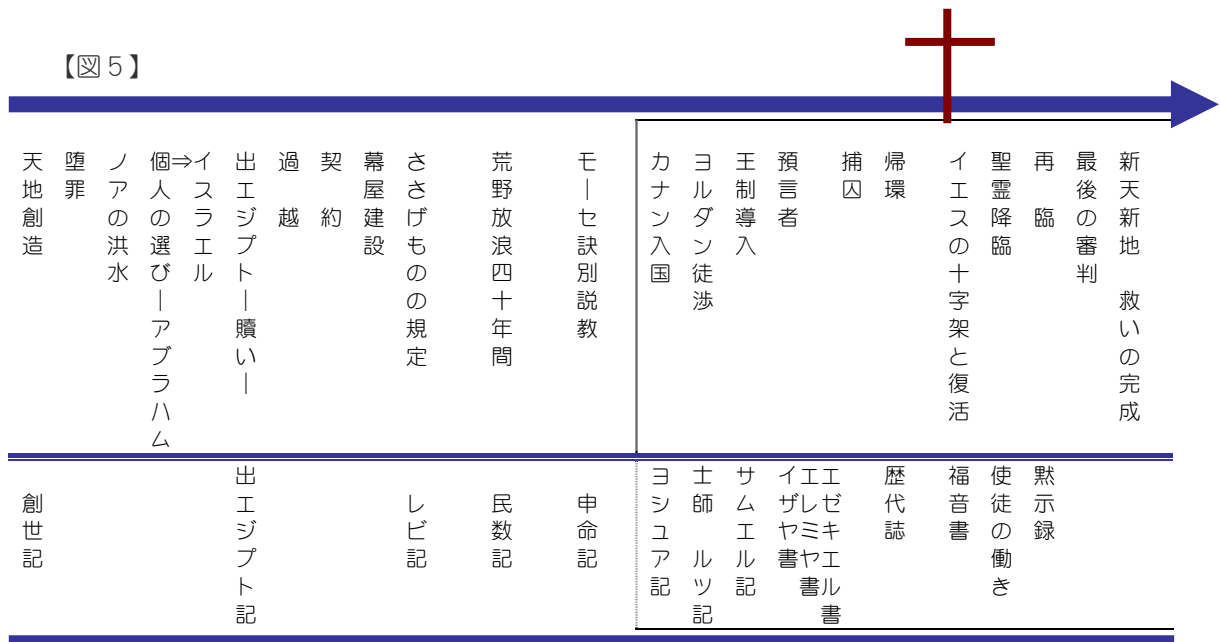 【図５】
天地創造
堕罪
ノアの洪水
個人の選び―アブラハム
⇒イスラエル
出エジプト―贖い―
過　越
契　約
幕屋建設
ささげものの規定
荒野放浪四十年間
モーセ訣別説教
カナン入国
ヨルダン徒渉
王制導入
預言者
捕囚
帰環
イエスの十字架と復活
聖霊降臨
再　臨
最後の審判
新天新地　救いの完成
創世記
出エジプト記
レビ記
民数記
申命記
ヨシュア記
士師　ルツ記
サムエル記
イザヤ書
エレミヤ書
エゼキエル書
歴代誌
福音書
使徒の働き
黙示録